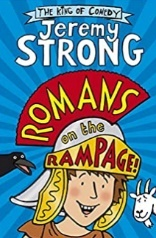 THE KING OF COMEDY
Jeremy
STRONG
ROMANS
on the
RAMPAGE!